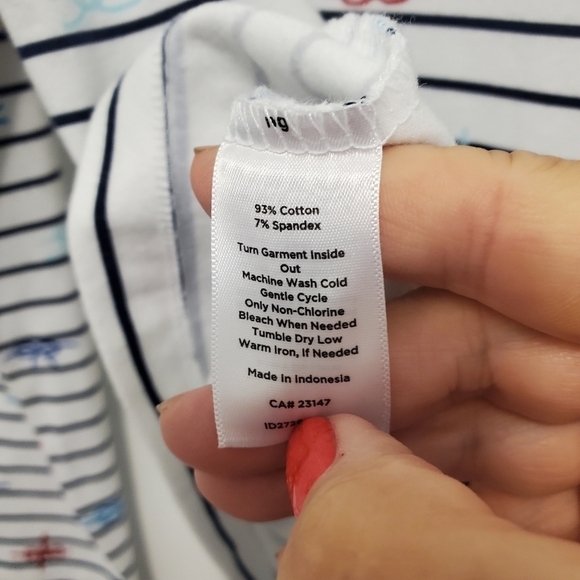 93% Cotton
7% Spandex
Turn Garment Inside
Out
Machine Wash Cold
Gentle Cycle
Only Non-Chlorine
Bleach When Needed
Tumble Dry Low
Warm Iron, If Needed
Made in Indonesia
CA# 23147